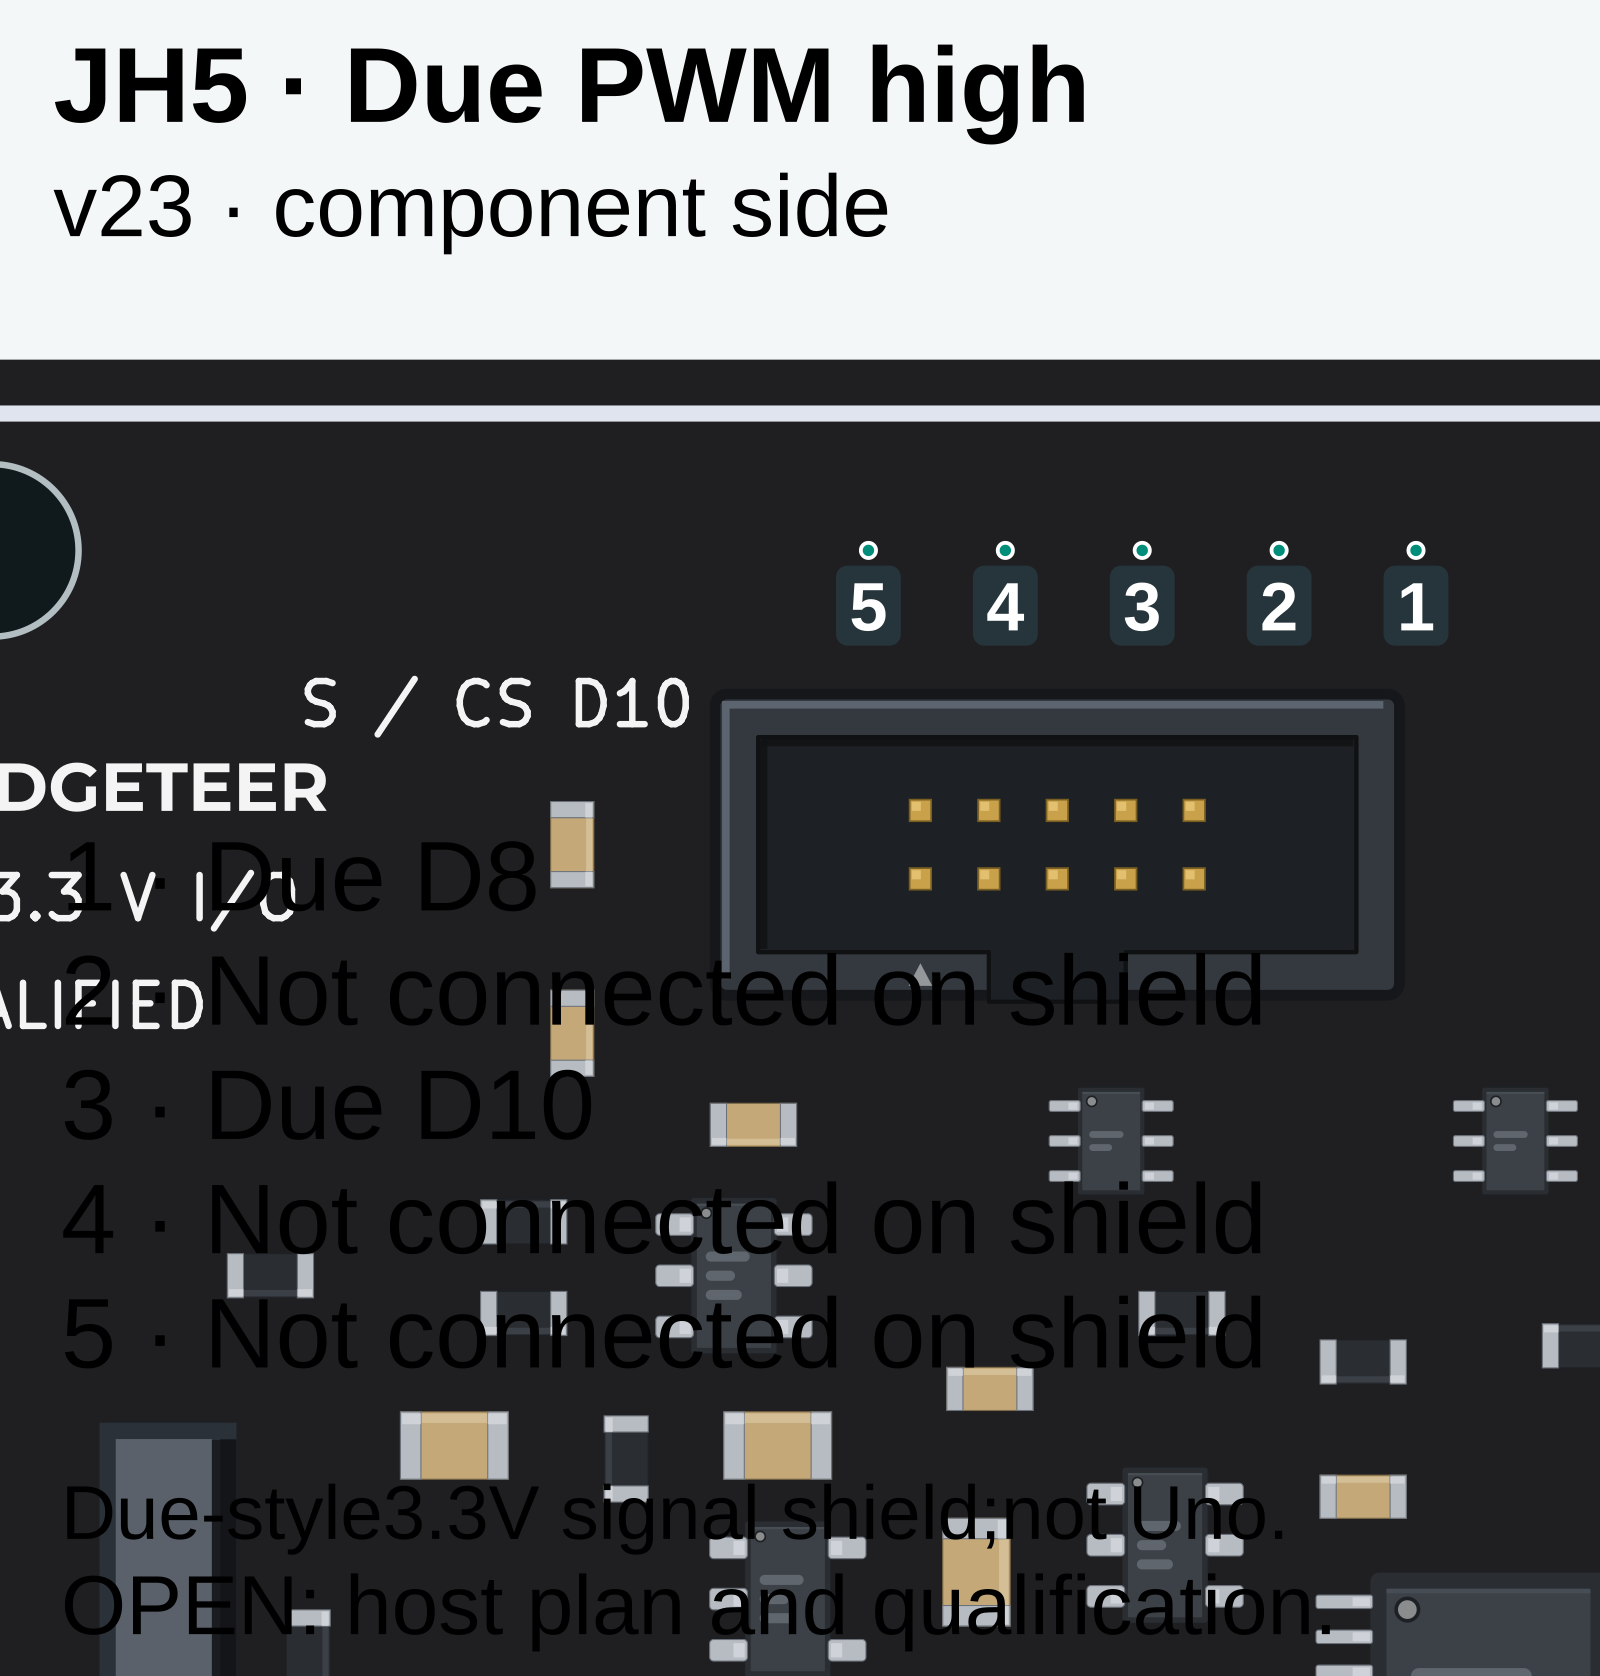 JH5 · Due PWM high
v23 · component side
5 4 3 2 1
S / CS D10
DGETEER
1 · Due D8
3.3 V I/O
2 · Not connected on shield
ALIFIED
3 · Due D10
4 · Not connected on shield
5 · Not connected on shield
Due-style3.3V signal shield;not Uno.
OPEN: host plan and qualification.